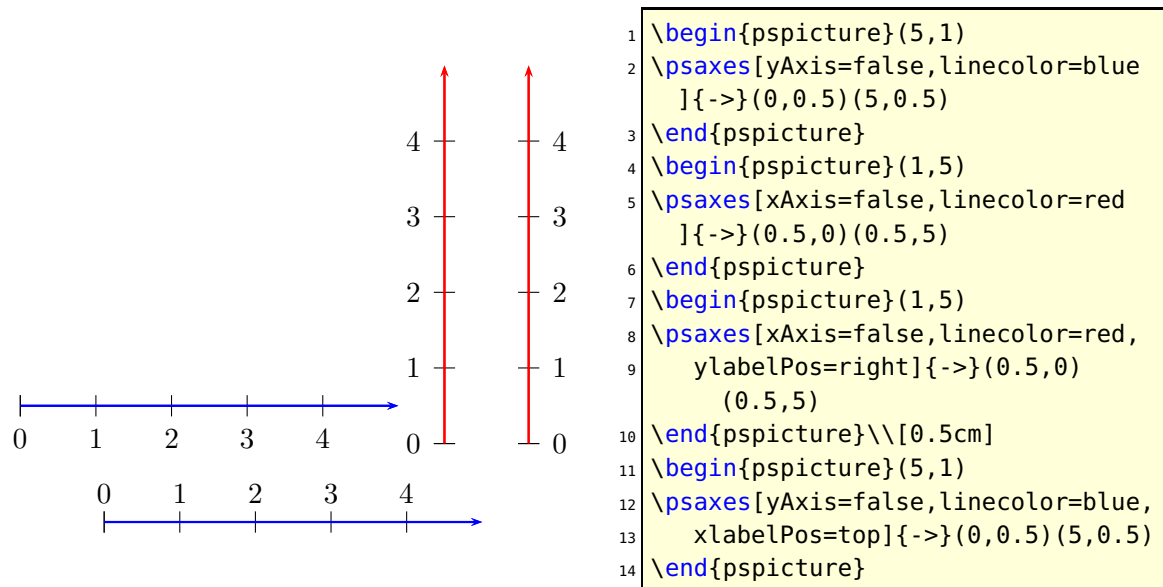 4 4
3 3
2 2
1 1
0 0
0 1 2 3 4
0 1 2 3 4
1 \begin{pspicture}(5,1)
2 \psaxes[yAxis=false,linecolor=blue
]{->}(0,0.5)(5,0.5)
3 \end{pspicture}
4 \begin{pspicture}(1,5)
5 \psaxes[xAxis=false,linecolor=red
]{->}(0.5,0)(0.5,5)
6 \end{pspicture}
7 \begin{pspicture}(1,5)
8 \psaxes[xAxis=false,linecolor=red,
9 ylabelPos=right]{->}(0.5,0)
(0.5,5)
10 \end{pspicture}\\[0.5cm]
11 \begin{pspicture}(5,1)
12 \psaxes[yAxis=false,linecolor=blue,
13 xlabelPos=top]{->}(0,0.5)(5,0.5)
14 \end{pspicture}